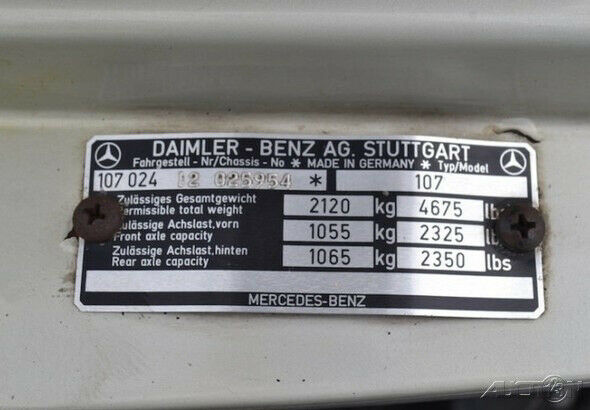 DAIMLER - BENZ AG. STUTTGART
Fahrgestell - Nr/Chassis - No * MADE IN GERMANY * Typ/Model
107 024 12 025954 * 107
Zulässiges Gesamtgewicht
Permissible total weight 2120 kg 4675 lbs
Zulässige Achslast,vorn
Front axle capacity 1055 kg 2325 lbs
Zulässige Achslast,hinten
Rear axle capacity 1065 kg 2350 lbs
MERCEDES-BENZ